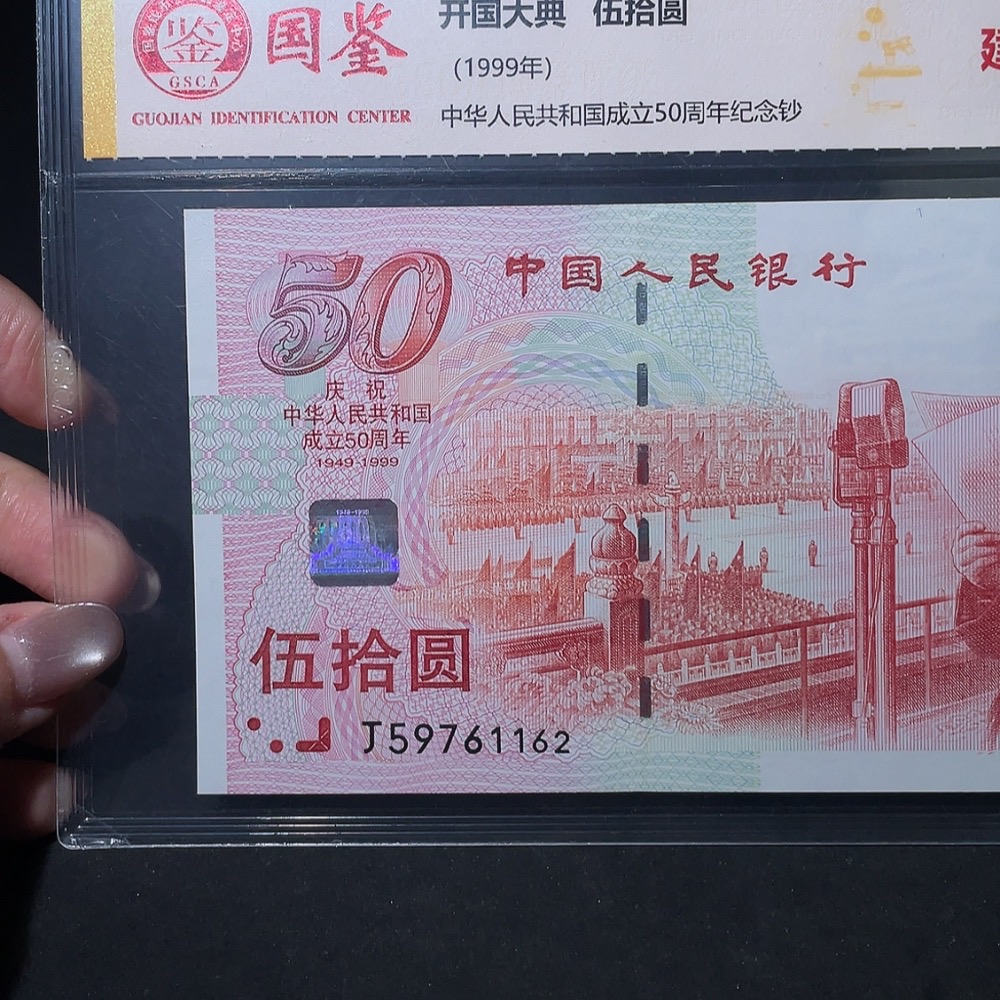 鉴
GSCA
国鉴
GUOJIAN IDENTIFICATION CENTER
开国大典 伍拾圆
(1999年)
中华人民共和国成立50周年纪念钞
建
50
中国人民银行
庆祝
中华人民共和国
成立50周年
1949-1999
1949-1999
伍拾圆
J59761162